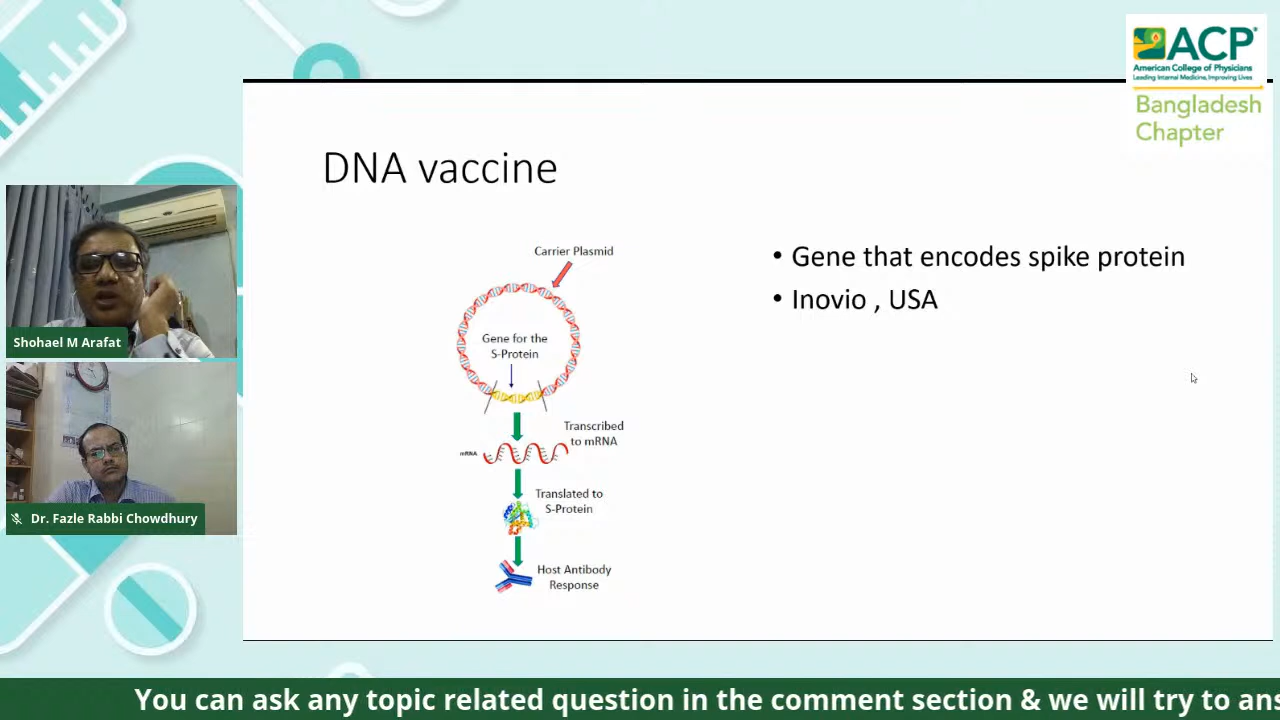 ACP
American College of Physicians
Leading Internal Medicine, Improving Lives
Bangladesh
Chapter
DNA vaccine
Carrier Plasmid
Gene for the
S-Protein
Transcribed
to mRNA
mRNA
Translated to
S-Protein
Host Antibody
Response
• Gene that encodes spike protein
• Inovio , USA
Shohael M Arafat
Dr. Fazle Rabbi Chowdhury
You can ask any topic related question in the comment section & we will try to ans